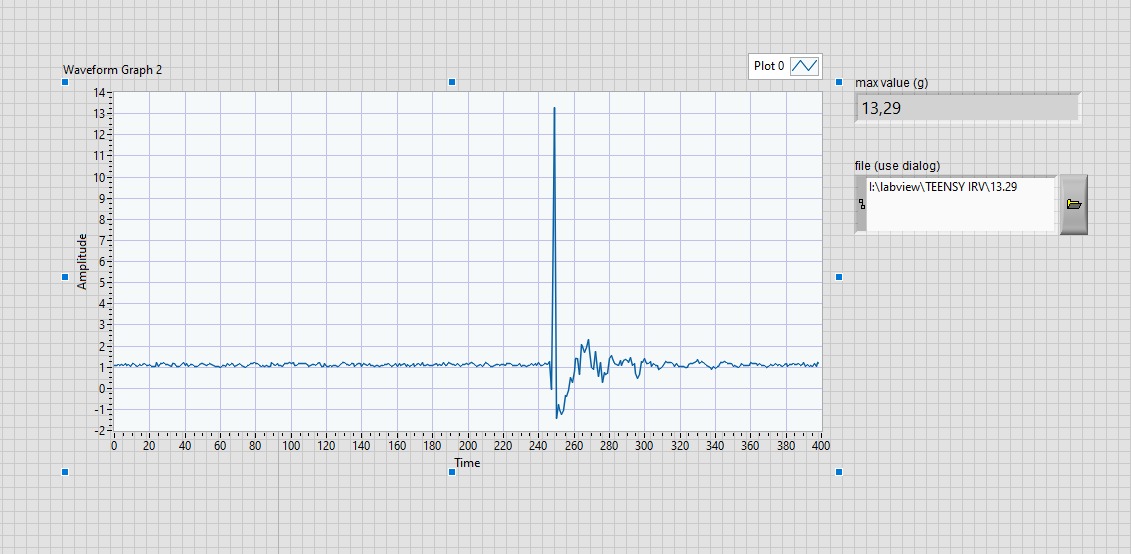 Waveform Graph 2
Plot 0
14
13
12
11
10
9
8
7
6
5
4
3
2
1
0
-1
-2
Amplitude
0 20 40 60 80 100 120 140 160 180 200 220 240 260 280 300 320 340 360 380 400
Time
max value (g)
13,29
file (use dialog)
I:\labview\TEENSY IRV\13.29